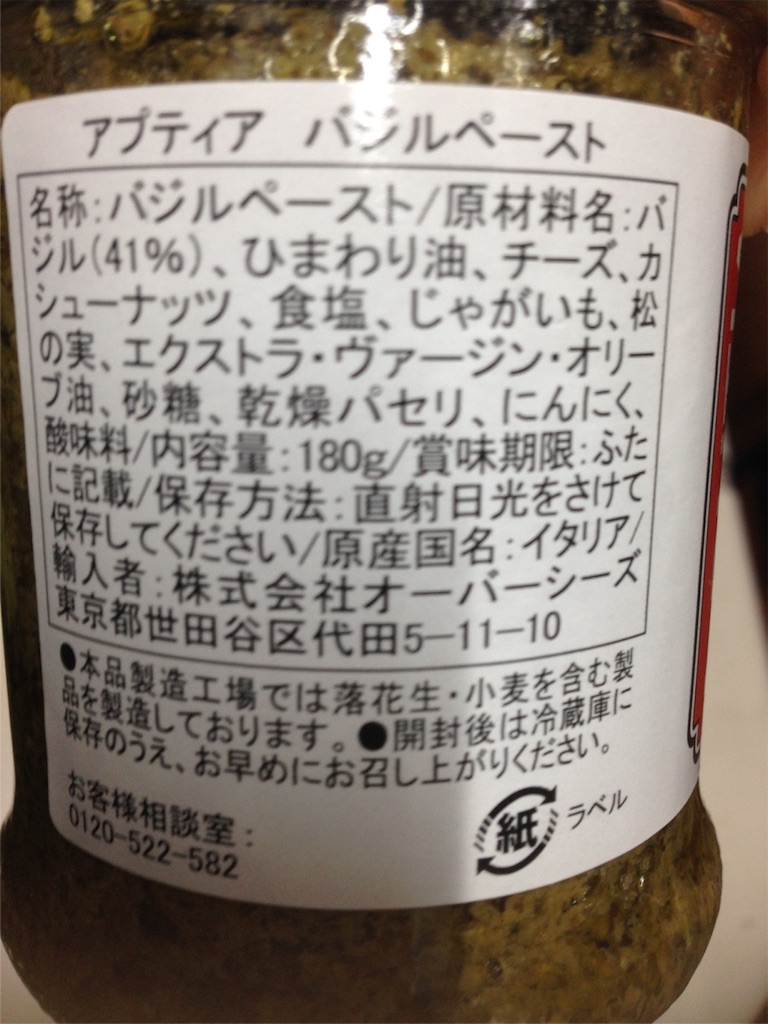 アプティア バジルペースト
名称:バジルペースト/原材料名:バ
ジル(41%)、ひまわり油、チーズ、カ
シューナッツ、食塩、じゃがいも、松
の実、エクストラ・ヴァージン・オリー
ブ油、砂糖、乾燥パセリ、にんにく、
酸味料/内容量:180g/賞味期限:ふた
に記載/保存方法:直射日光をさけて
保存してください/原産国名:イタリア/
輸入者:株式会社オーバーシーズ
東京都世田谷区代田5-11-10
●本品製造工場では落花生・小麦を含む製
品を製造しております。●開封後は冷蔵庫に
保存のうえ、お早めにお召し上がりください。
お客様相談室:
0120-522-582
紙 ラベル